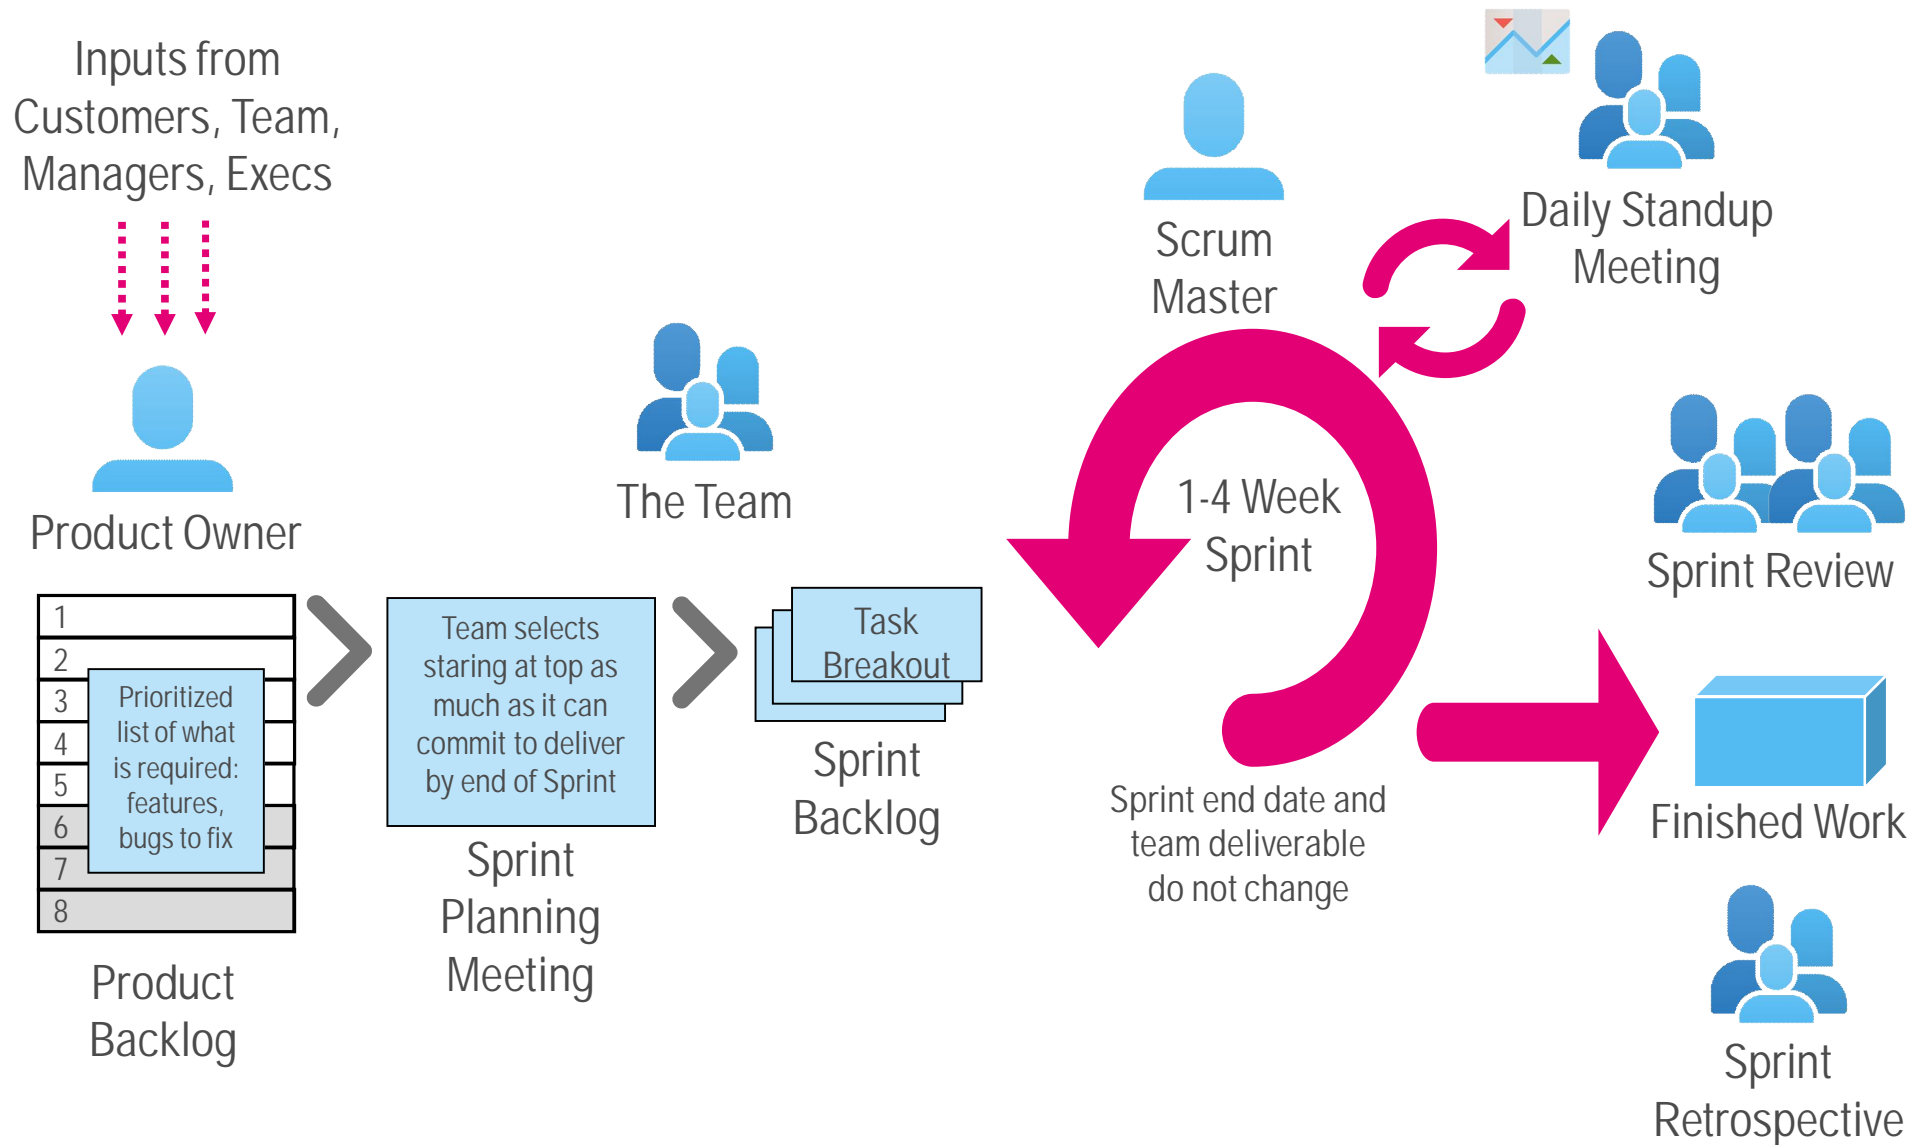 Inputs from
Customers, Team,
Managers, Execs
Product Owner
1
2
3
4
5
6
7
8
Prioritized
list of what
is required:
features,
bugs to fix
Product
Backlog
Team selects
staring at top as
much as it can
commit to deliver
by end of Sprint
Sprint
Planning
Meeting
The Team
Task
Breakout
Sprint
Backlog
Scrum
Master
1-4 Week
Sprint
Sprint end date and
team deliverable
do not change
Daily Standup
Meeting
Sprint Review
Finished Work
Sprint
Retrospective